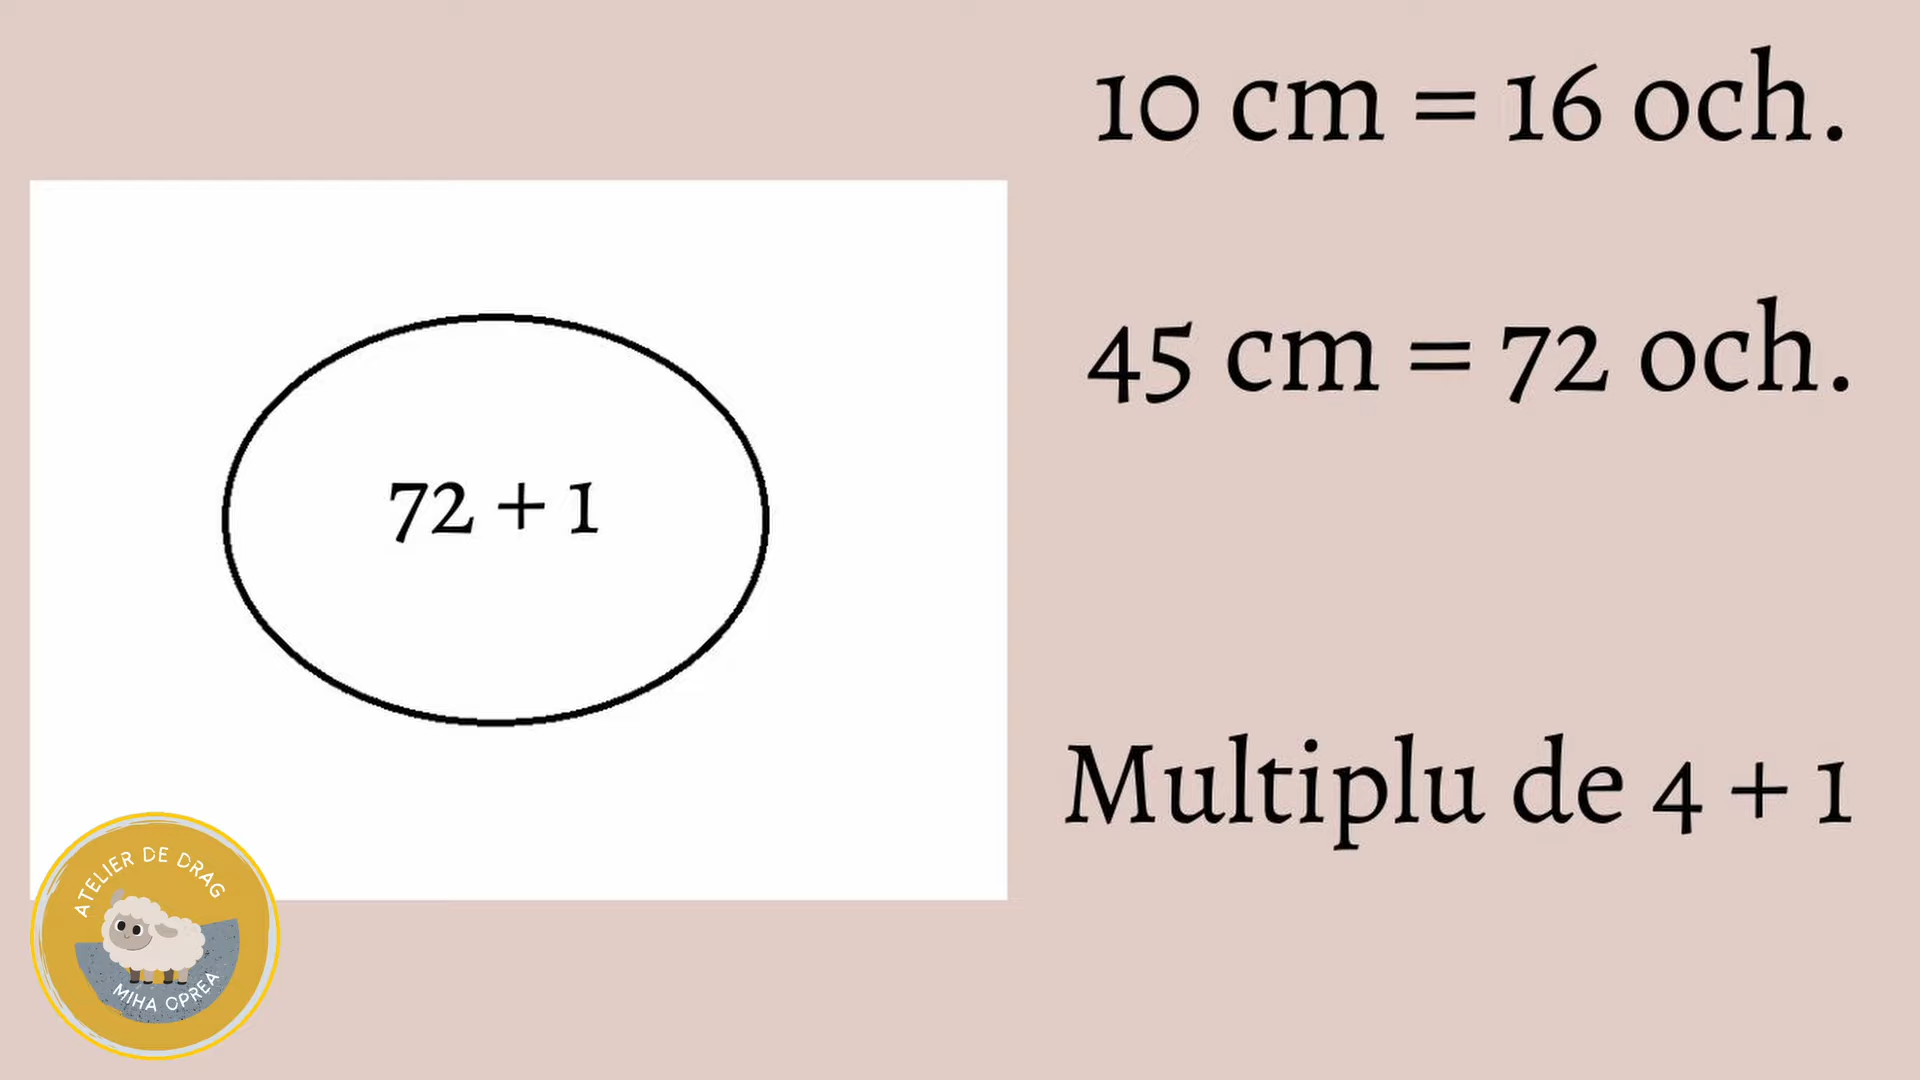 10 cm = 16 och.
45 cm = 72 och.
72 + 1
Multiplu de 4 + 1
ATELIER DE DRAG
MIHA OPREA